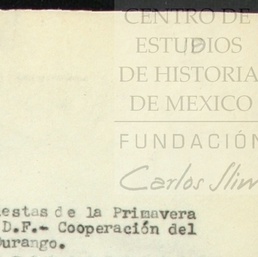 CENTRO DE
ESTUDIOS
DE HISTORIA
DE MEXICO
FUNDACIÓN
Carlos Slim
estas de la Primavera
D.F.- Cooperación del
Durango.